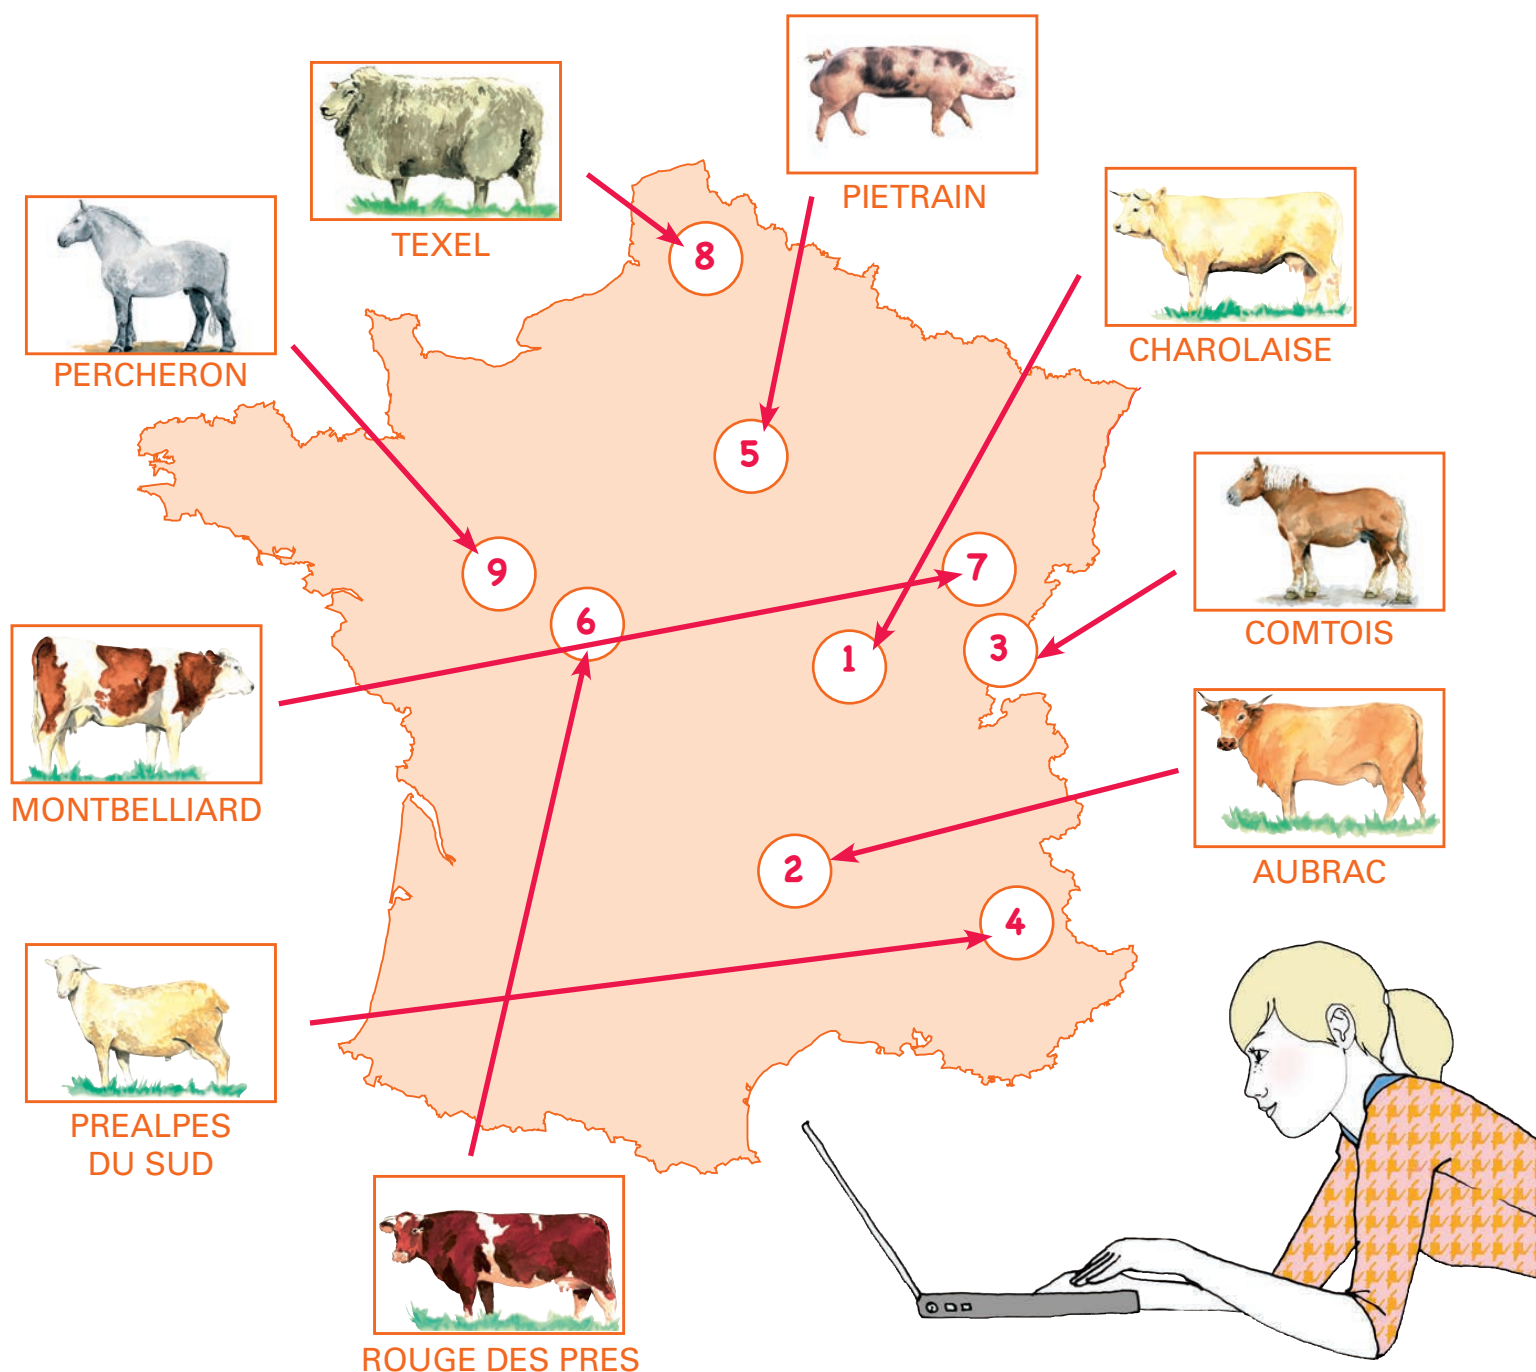 PIETRAIN
TEXEL
8
CHAROLAISE
PERCHERON
5
7
9
6
3
COMTOIS
1
MONTBELLIARD
2
AUBRAC
4
PREALPES
DU SUD
ROUGE DES PRES